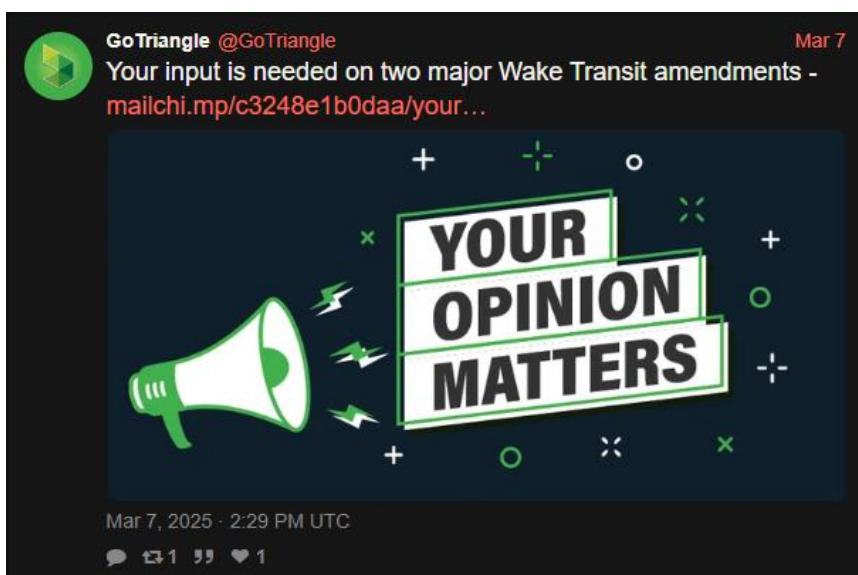 GoTriangle @GoTriangle Mar 7
Your input is needed on two major Wake Transit amendments -
mailchi.mp/c3248e1b0daa/your…
YOUR
OPINION
MATTERS
Mar 7, 2025 · 2:29 PM UTC
1 1